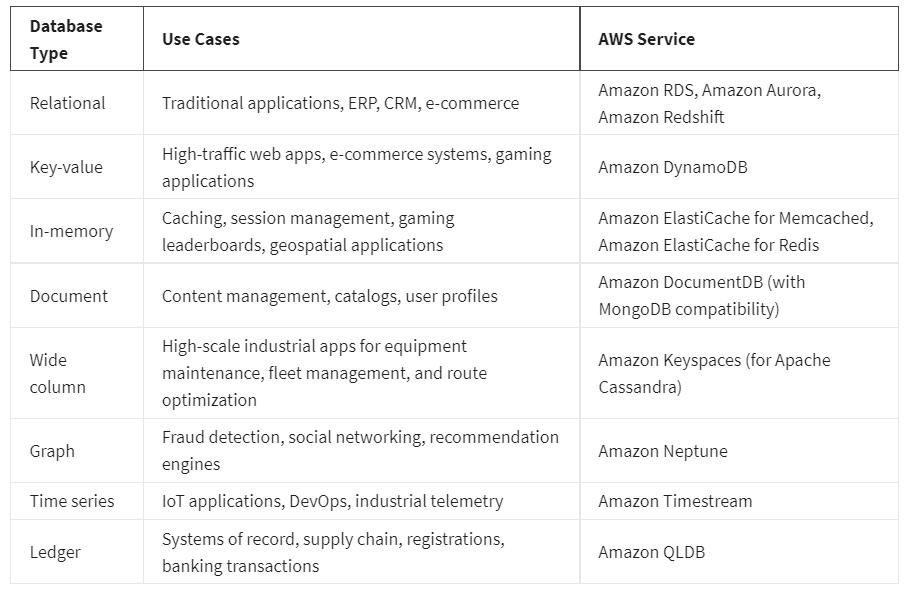 Database
Type
Use Cases
AWS Service
Relational
Traditional applications, ERP, CRM, e-commerce
Amazon RDS, Amazon Aurora,
Amazon Redshift
Key-value
High-traffic web apps, e-commerce systems, gaming
applications
Amazon DynamoDB
In-memory
Caching, session management, gaming
leaderboards, geospatial applications
Amazon ElastiCache for Memcached,
Amazon ElastiCache for Redis
Document
Content management, catalogs, user profiles
Amazon DocumentDB (with
MongoDB compatibility)
Wide
column
High-scale industrial apps for equipment
maintenance, fleet management, and route
optimization
Amazon Keyspaces (for Apache
Cassandra)
Graph
Fraud detection, social networking, recommendation
engines
Amazon Neptune
Time series
IoT applications, DevOps, industrial telemetry
Amazon Timestream
Ledger
Systems of record, supply chain, registrations,
banking transactions
Amazon QLDB